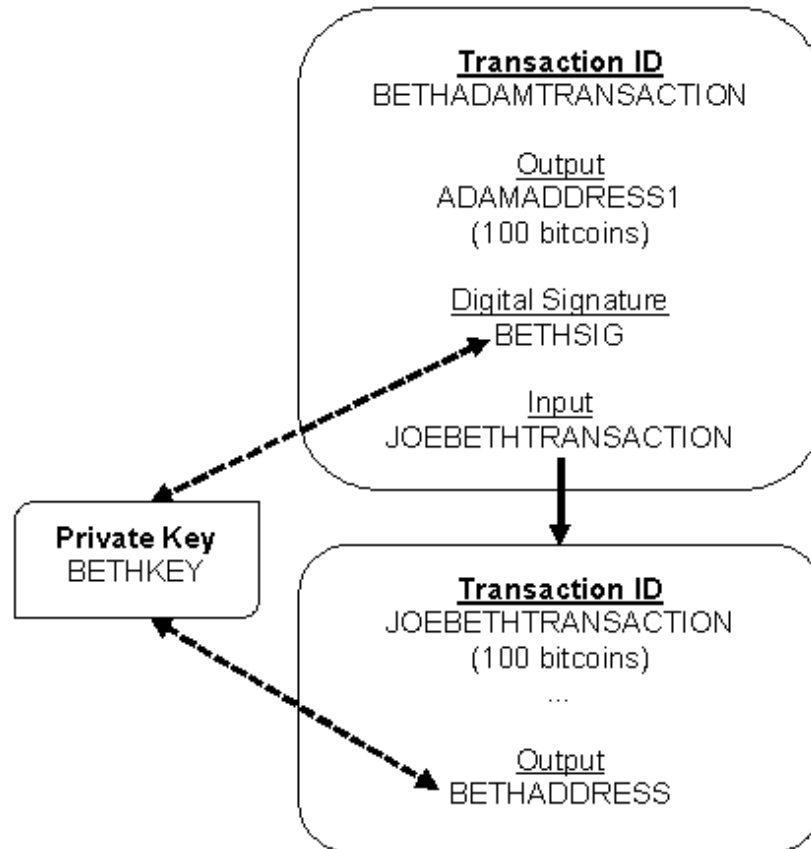 Transaction ID
BETHADAMTRANSACTION
Output
ADAMADDRESS1
(100 bitcoins)
Digital Signature
BETHSIG
Input
JOEBETHTRANSACTION
Private Key
BETHKEY
Transaction ID
JOEBETHTRANSACTION
(100 bitcoins)
...
Output
BETHADDRESS